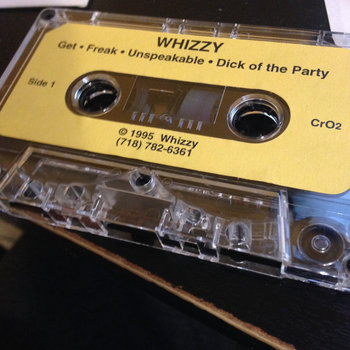 WHIZZY
Get • Freak • Unspeakable • Dick of the Party
Side 1
CrO2
© 1995 Whizzy
(718) 782-6361